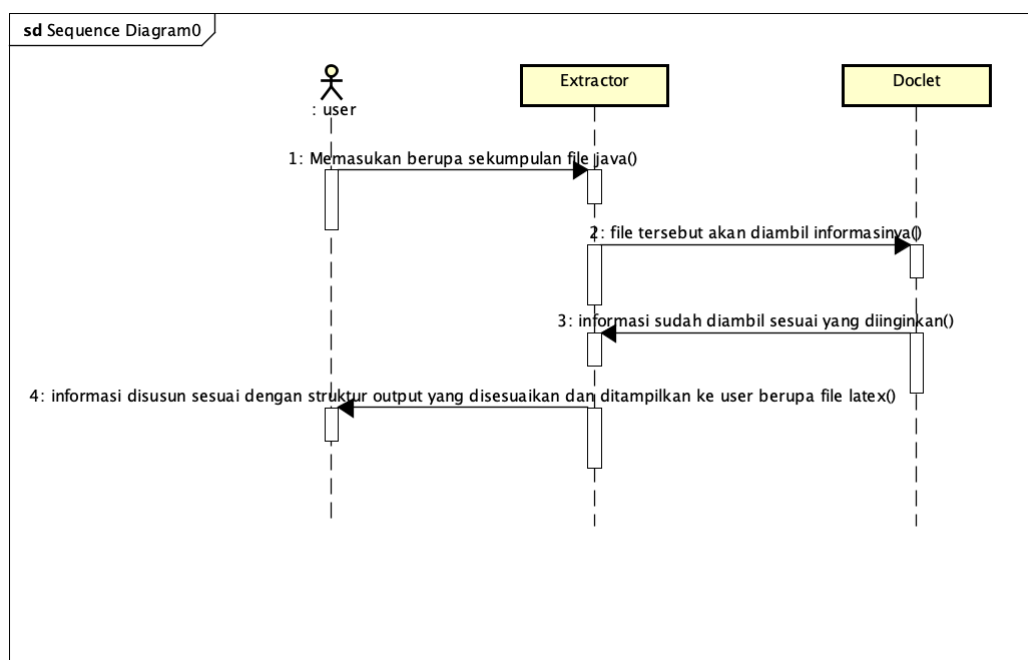 sd Sequence Diagram0
: user
Extractor
Doclet
1: Memasukan berupa sekumpulan file java()
2: file tersebut akan diambil informasinya()
3: informasi sudah diambil sesuai yang diinginkan()
4: informasi disusun sesuai dengan struktur output yang disesuaikan dan ditampilkan ke user berupa file latex()